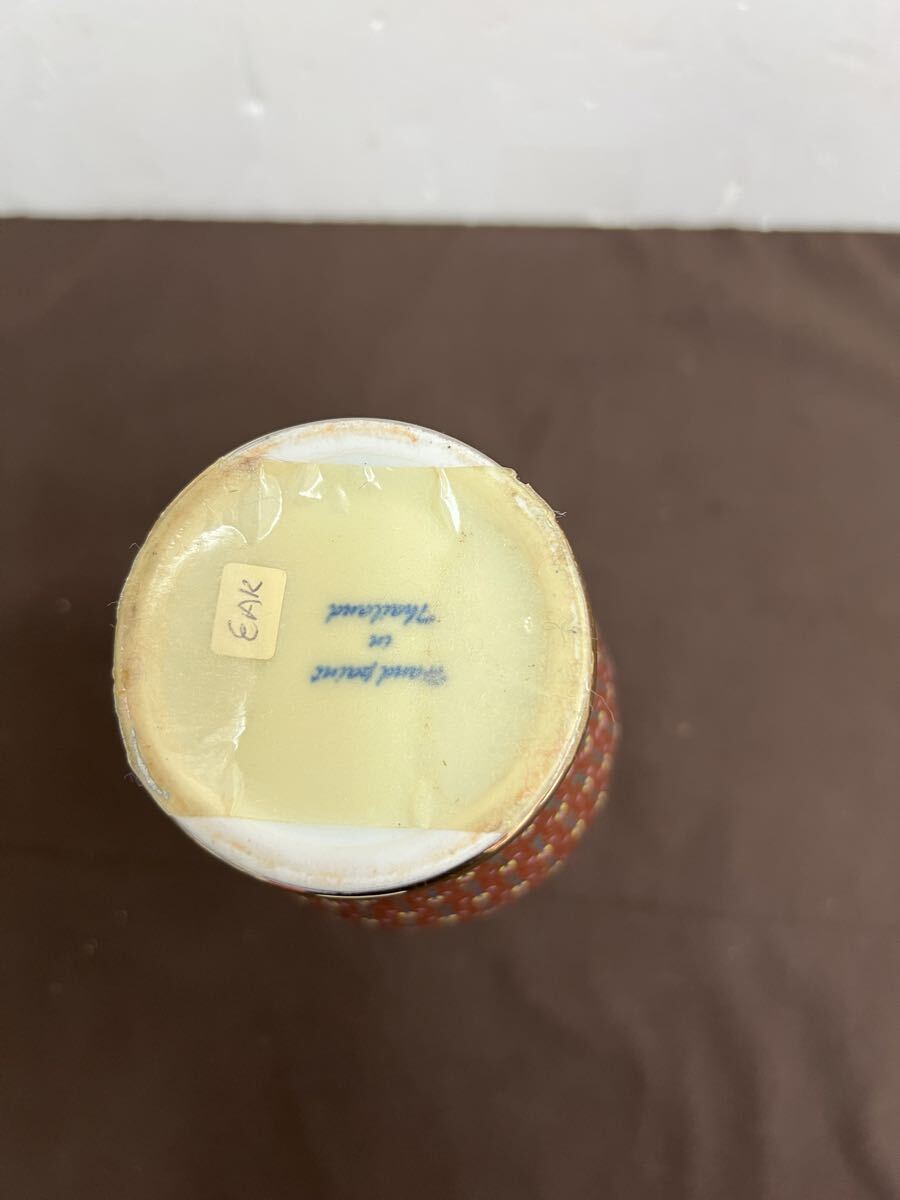 Hand paint
in
Thailand
EAK